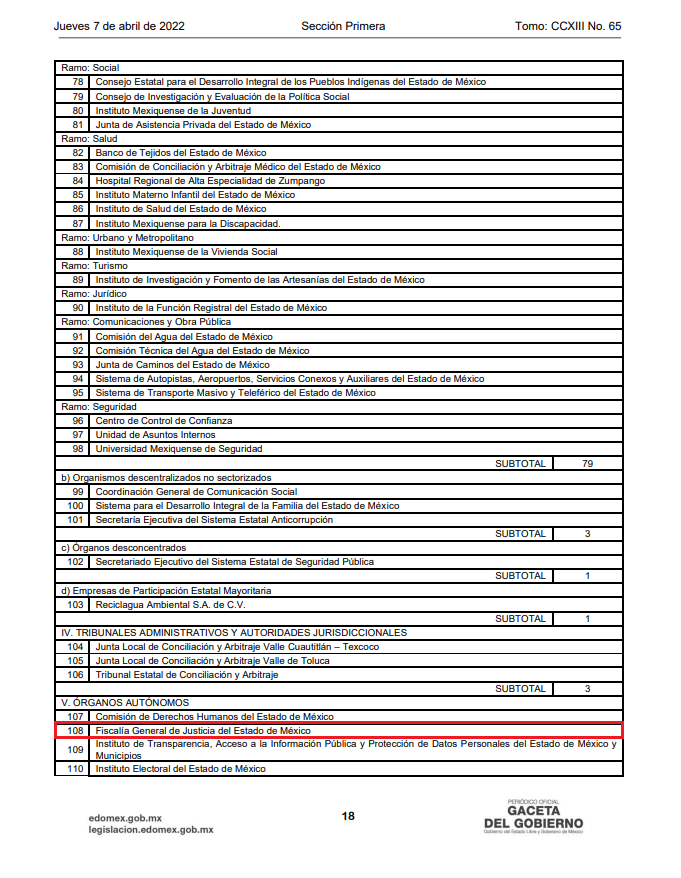 Jueves 7 de abril de 2022 Sección Primera Tomo: CCXIII No. 65
Ramo: Social
78 Consejo Estatal para el Desarrollo Integral de los Pueblos Indígenas del Estado de México
79 Consejo de Investigación y Evaluación de la Política Social
80 Instituto Mexiquense de la Juventud
81 Junta de Asistencia Privada del Estado de México
Ramo: Salud
82 Banco de Tejidos del Estado de México
83 Comisión de Conciliación y Arbitraje Médico del Estado de México
84 Hospital Regional de Alta Especialidad de Zumpango
85 Instituto Materno Infantil del Estado de México
86 Instituto de Salud del Estado de México
87 Instituto Mexiquense para la Discapacidad.
Ramo: Urbano y Metropolitano
88 Instituto Mexiquense de la Vivienda Social
Ramo: Turismo
89 Instituto de Investigación y Fomento de las Artesanías del Estado de México
Ramo: Jurídico
90 Instituto de la Función Registral del Estado de México
Ramo: Comunicaciones y Obra Pública
91 Comisión del Agua del Estado de México
92 Comisión Técnica del Agua del Estado de México
93 Junta de Caminos del Estado de México
94 Sistema de Autopistas, Aeropuertos, Servicios Conexos y Auxiliares del Estado de México
95 Sistema de Transporte Masivo y Teleférico del Estado de México
Ramo: Seguridad
96 Centro de Control de Confianza
97 Unidad de Asuntos Internos
98 Universidad Mexiquense de Seguridad
SUBTOTAL 79
b) Organismos descentralizados no sectorizados
99 Coordinación General de Comunicación Social
100 Sistema para el Desarrollo Integral de la Familia del Estado de México
101 Secretaría Ejecutiva del Sistema Estatal Anticorrupción
SUBTOTAL 3
c) Órganos desconcentrados
102 Secretariado Ejecutivo del Sistema Estatal de Seguridad Pública
SUBTOTAL 1
d) Empresas de Participación Estatal Mayoritaria
103 Reciclagua Ambiental S.A. de C.V.
SUBTOTAL 1
IV. TRIBUNALES ADMINISTRATIVOS Y AUTORIDADES JURISDICCIONALES
104 Junta Local de Conciliación y Arbitraje Valle Cuautitlán – Texcoco
105 Junta Local de Conciliación y Arbitraje Valle de Toluca
106 Tribunal Estatal de Conciliación y Arbitraje
SUBTOTAL 3
V. ÓRGANOS AUTÓNOMOS
107 Comisión de Derechos Humanos del Estado de México
108 Fiscalía General de Justicia del Estado de México
109 Instituto de Transparencia, Acceso a la Información Pública y Protección de Datos Personales del Estado de México y
Municipios
110 Instituto Electoral del Estado de México
edomex.gob.mx
legislacion.edomex.gob.mx
18
PERIÓDICO OFICIAL
GACETA
DEL GOBIERNO
Gobierno del Estado Libre y Soberano de México